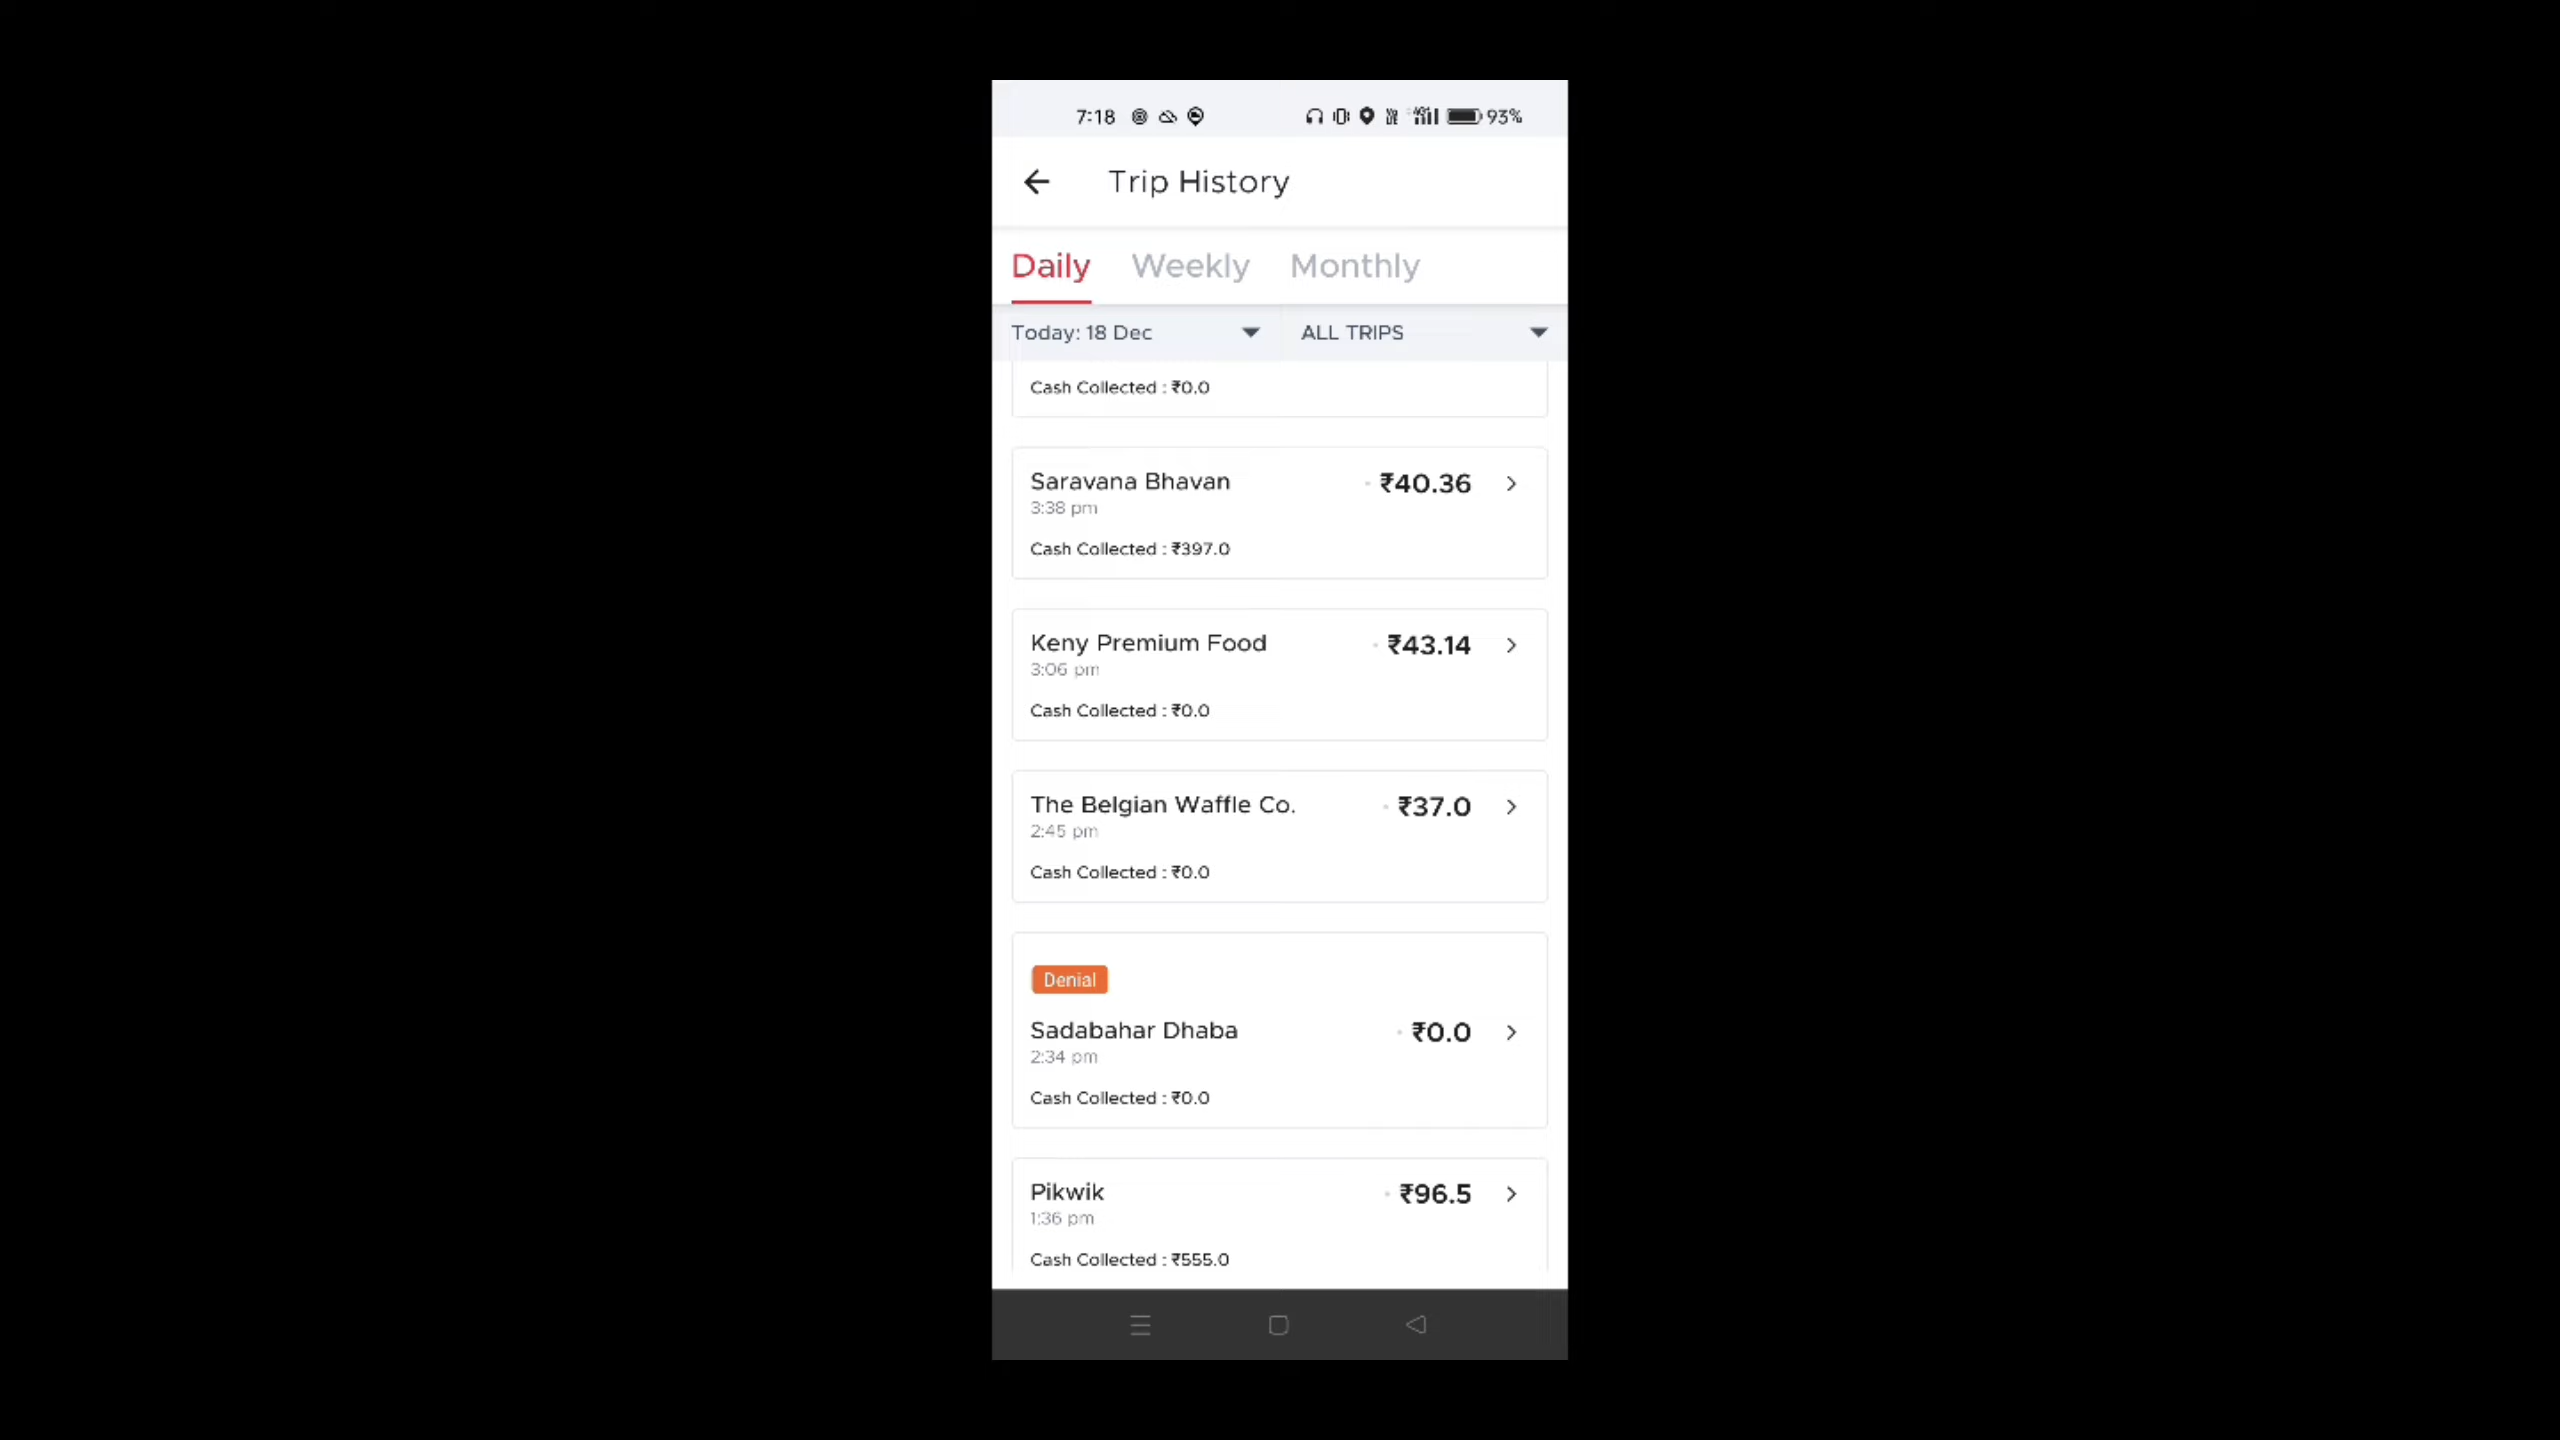 7:18 93%
Trip History
Daily Weekly Monthly
Today: 18 Dec ALL TRIPS
Cash Collected : ₹0.0
Saravana Bhavan ₹40.36
3:38 pm
Cash Collected : ₹397.0
Keny Premium Food ₹43.14
3:06 pm
Cash Collected : ₹0.0
The Belgian Waffle Co. ₹37.0
2:45 pm
Cash Collected : ₹0.0
Denial
Sadabahar Dhaba ₹0.0
2:34 pm
Cash Collected : ₹0.0
Pikwik ₹96.5
1:36 pm
Cash Collected : ₹555.0